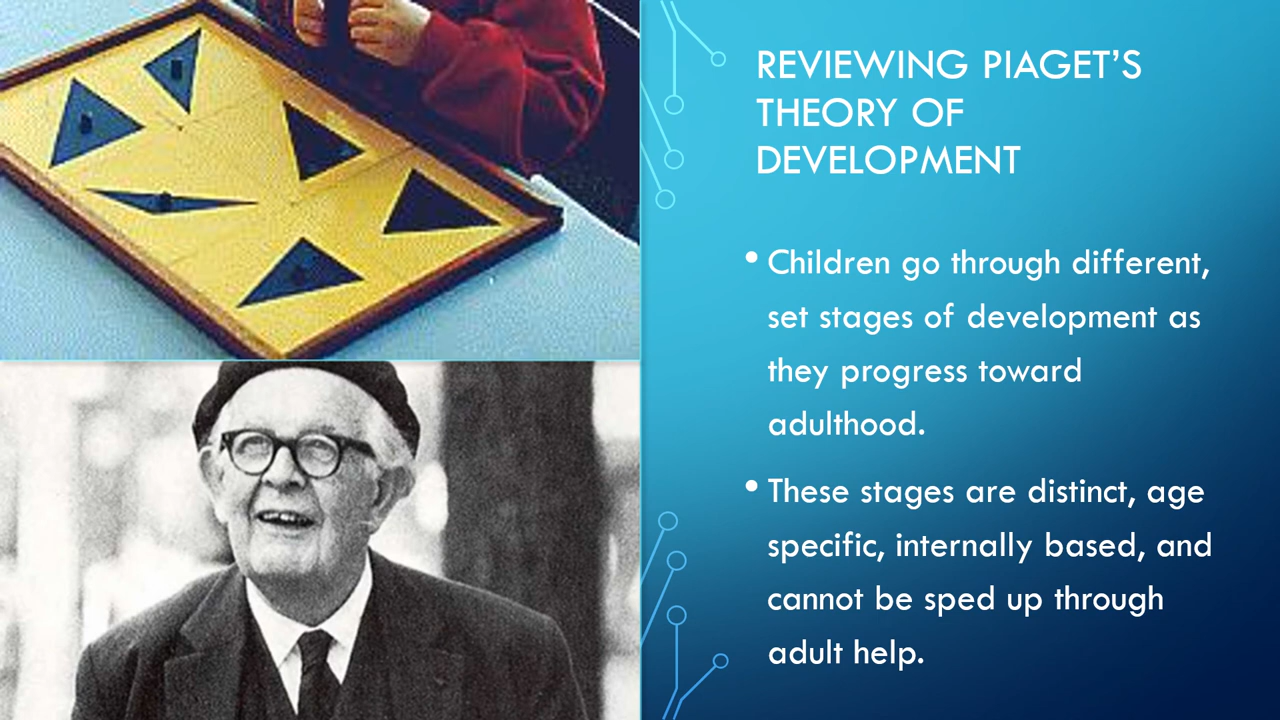 REVIEWING PIAGET’S
THEORY OF
DEVELOPMENT
• Children go through different,
set stages of development as
they progress toward
adulthood.
• These stages are distinct, age
specific, internally based, and
cannot be sped up through
adult help.